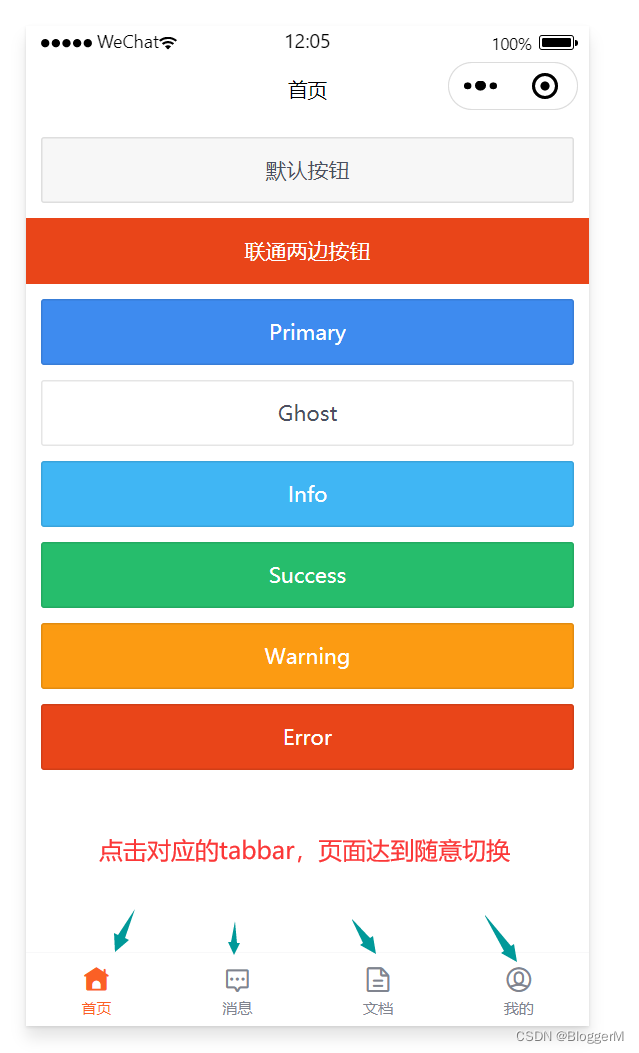 WeChat 12:05 100%
首页
默认按钮
联通两边按钮
Primary
Ghost
Info
Success
Warning
Error
点击对应的tabbar，页面达到随意切换
首页 消息 文档 我的
CSDN @BloggerM